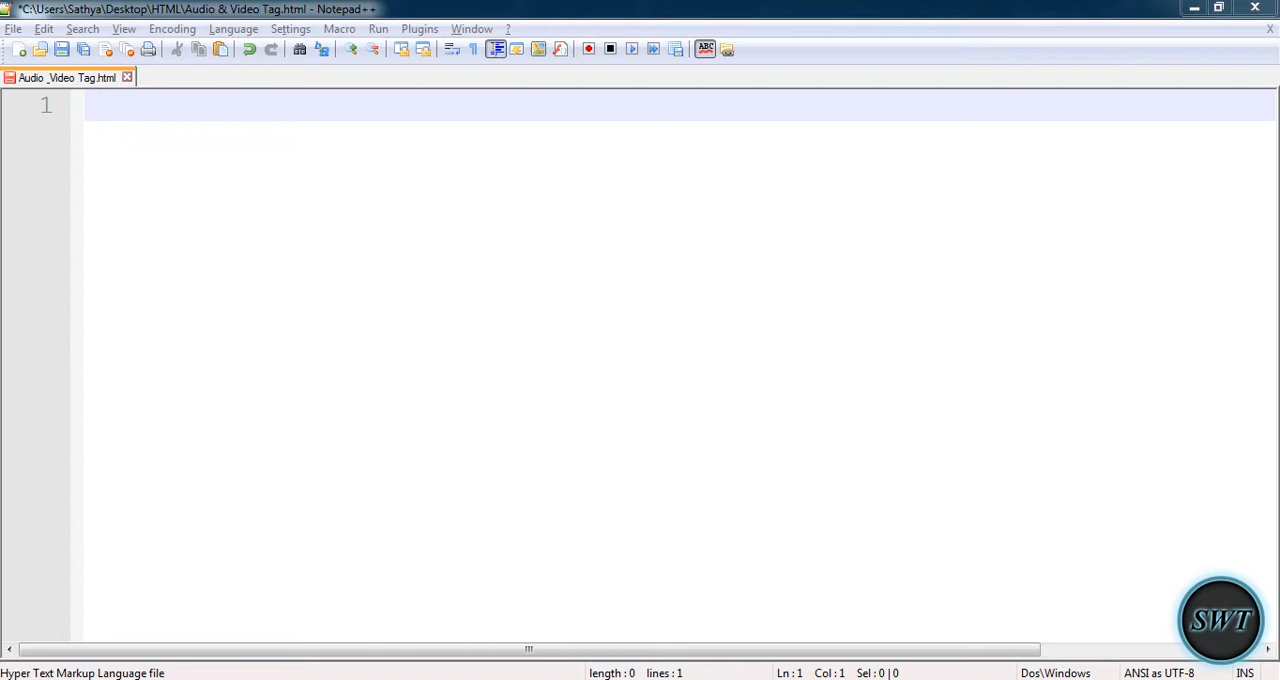 *C:\Users\Sathya\Desktop\HTML\Audio & Video Tag.html - Notepad++
File Edit Search View Encoding Language Settings Macro Run Plugins Window ? X
ABC
Audio _Video Tag.html
1
SWT
Hyper Text Markup Language file length : 0 lines : 1 Ln : 1 Col : 1 Sel : 0 | 0 Dos\Windows ANSI as UTF-8 INS